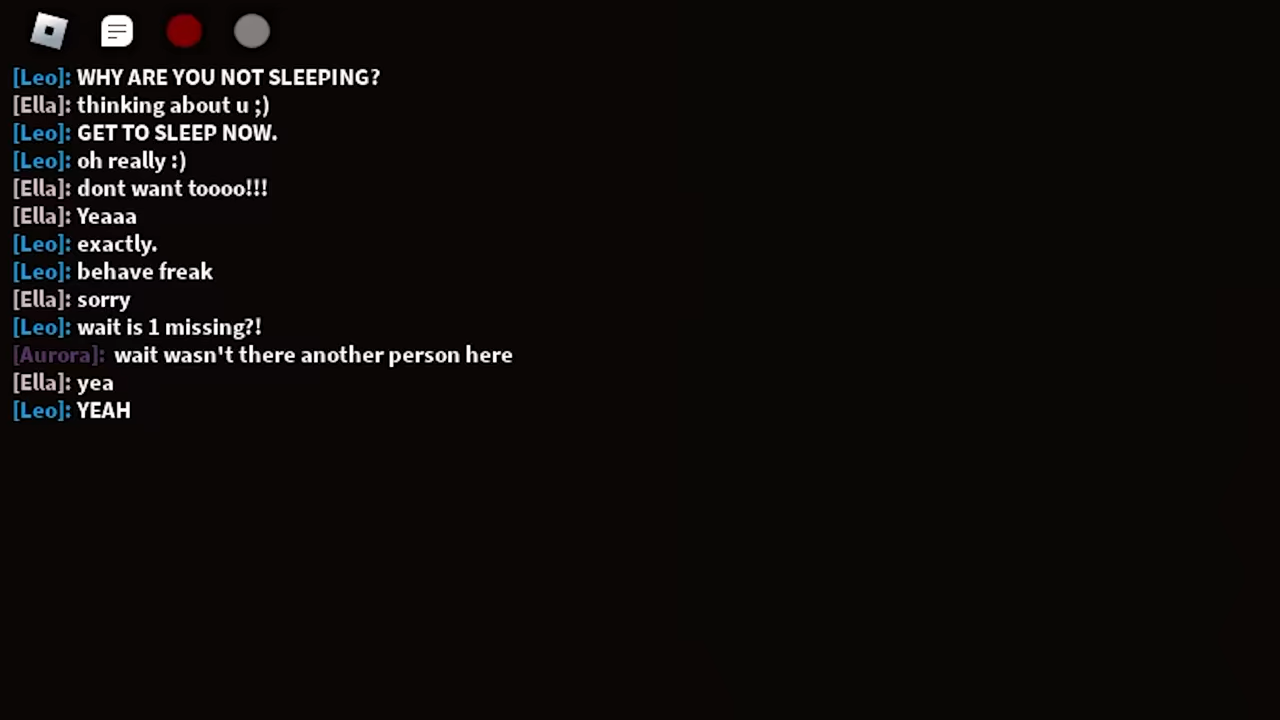 [Leo]: WHY ARE YOU NOT SLEEPING?
[Ella]: thinking about u ;)
[Leo]: GET TO SLEEP NOW.
[Leo]: oh really :)
[Ella]: dont want toooo!!!
[Ella]: Yeaaa
[Leo]: exactly.
[Leo]: behave freak
[Ella]: sorry
[Leo]: wait is 1 missing?!
[Aurora]: wait wasn't there another person here
[Ella]: yea
[Leo]: YEAH